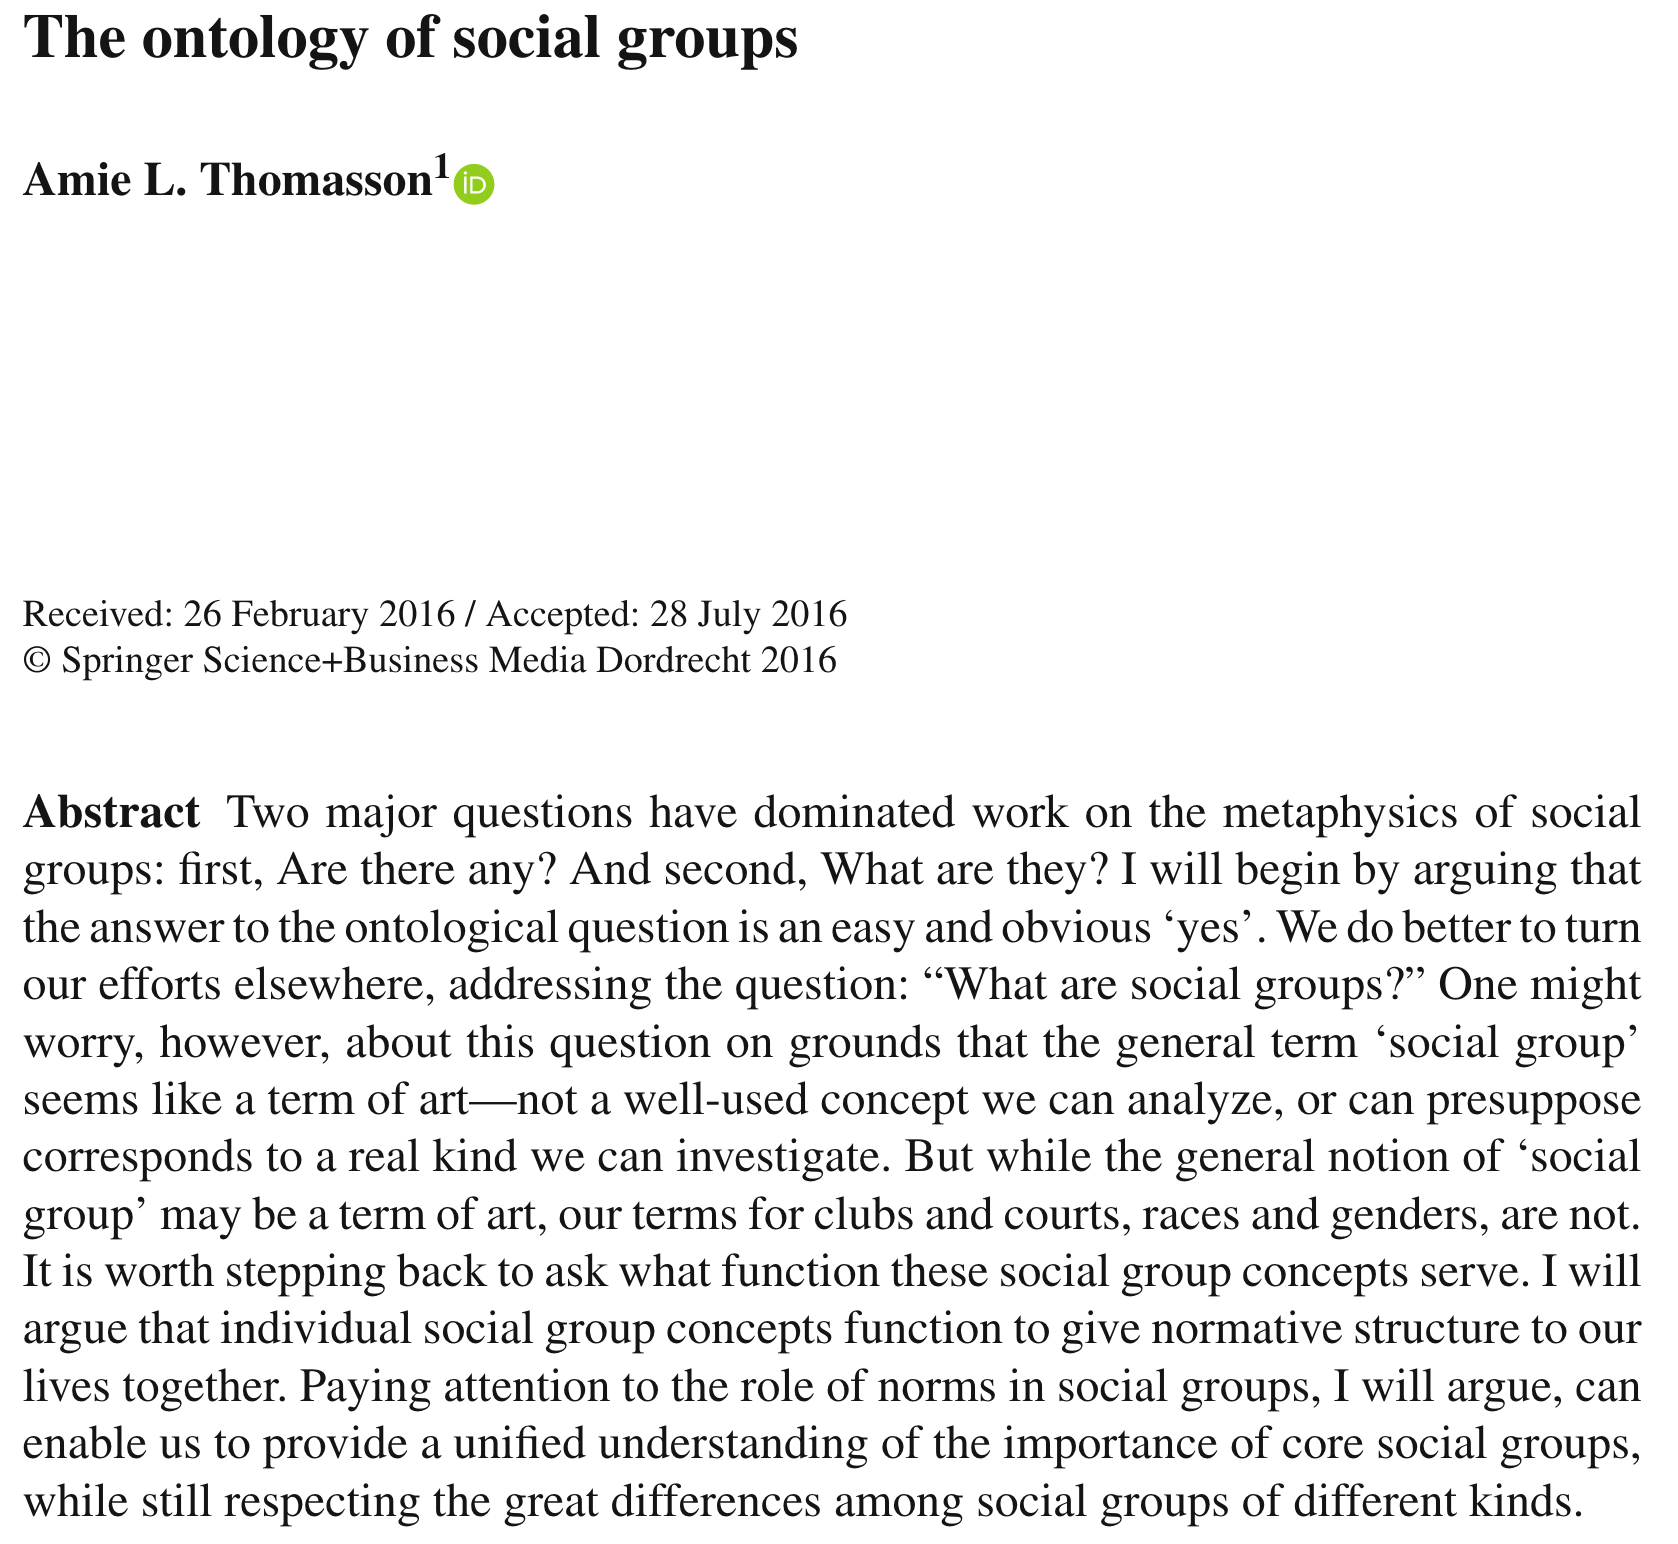 The ontology of social groups
Amie L. Thomasson1 iD
Received: 26 February 2016 / Accepted: 28 July 2016
© Springer Science+Business Media Dordrecht 2016
Abstract Two major questions have dominated work on the metaphysics of social
groups: first, Are there any? And second, What are they? I will begin by arguing that
the answer to the ontological question is an easy and obvious ‘yes’. We do better to turn
our efforts elsewhere, addressing the question: “What are social groups?” One might
worry, however, about this question on grounds that the general term ‘social group’
seems like a term of art—not a well-used concept we can analyze, or can presuppose
corresponds to a real kind we can investigate. But while the general notion of ‘social
group’ may be a term of art, our terms for clubs and courts, races and genders, are not.
It is worth stepping back to ask what function these social group concepts serve. I will
argue that individual social group concepts function to give normative structure to our
lives together. Paying attention to the role of norms in social groups, I will argue, can
enable us to provide a unified understanding of the importance of core social groups,
while still respecting the great differences among social groups of different kinds.